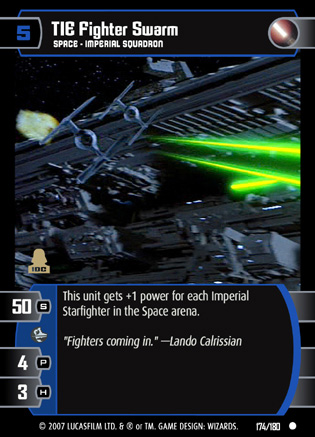 5 TIE Fighter Swarm
SPACE - IMPERIAL SQUADRON
IDC
50 S
This unit gets +1 power for each Imperial
Starfighter in the Space arena.
"Fighters coming in." —Lando Calrissian
4 P
3 H
© 2007 LUCASFILM LTD. & ® or TM. GAME DESIGN: WIZARDS. 174/180